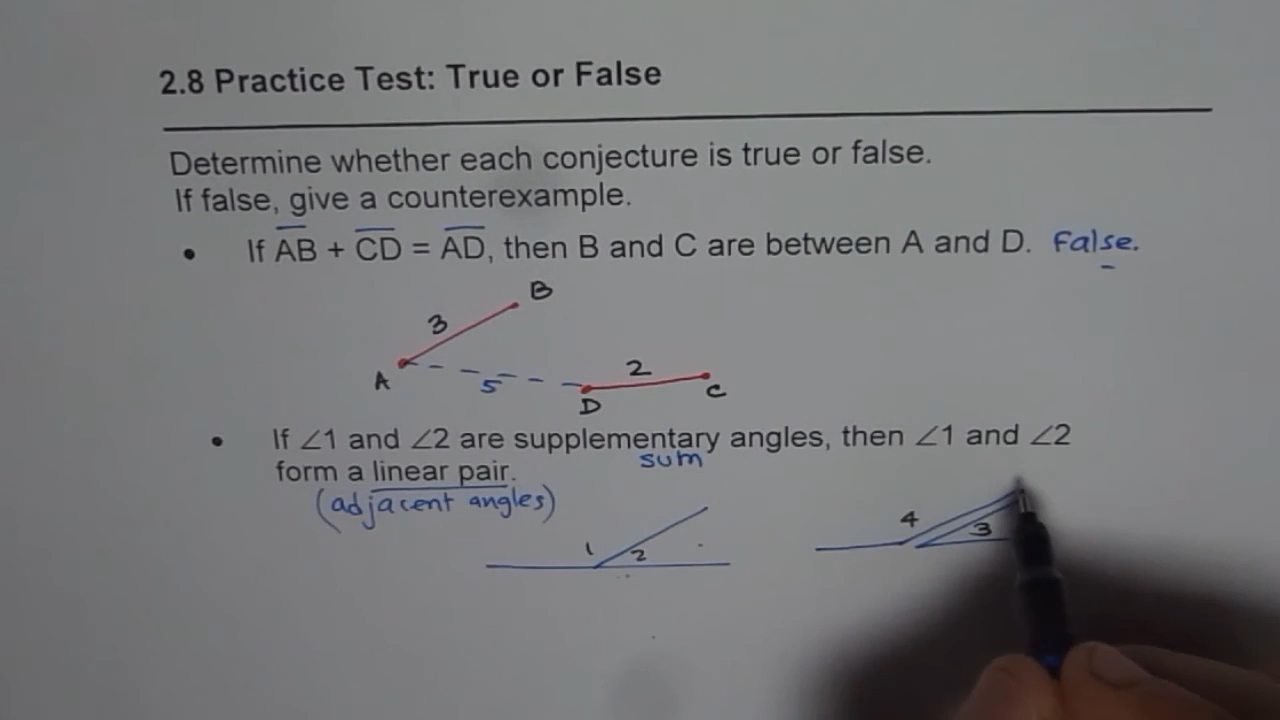 2.8 Practice Test: True or False
Determine whether each conjecture is true or false.
If false, give a counterexample.
• If AB + CD = AD, then B and C are between A and D. False.
B
3
A
5
2
D
C
• If ∠1 and ∠2 are supplementary angles, then ∠1 and ∠2
form a linear pair. sum
(adjacent angles)
1
2
4
3